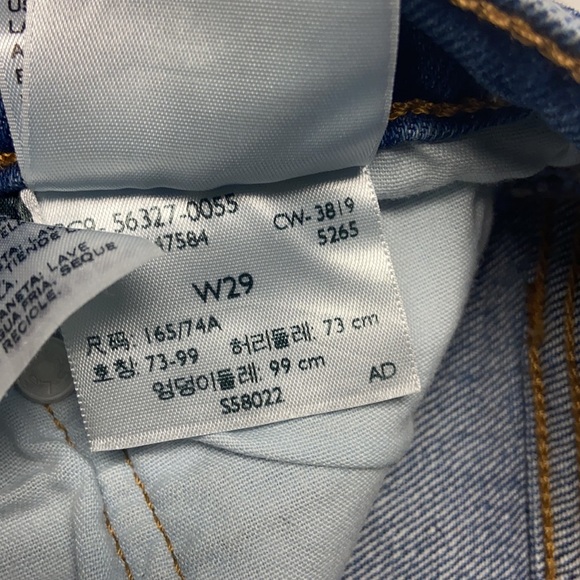 56327-0055 CW-3819
47584 5265
W29
尺码: 165/74A
호칭: 73-99 허리둘레: 73 cm
엉덩이둘레: 99 cm
S58022 AD
LAVE
SEQUE
RECICLE.